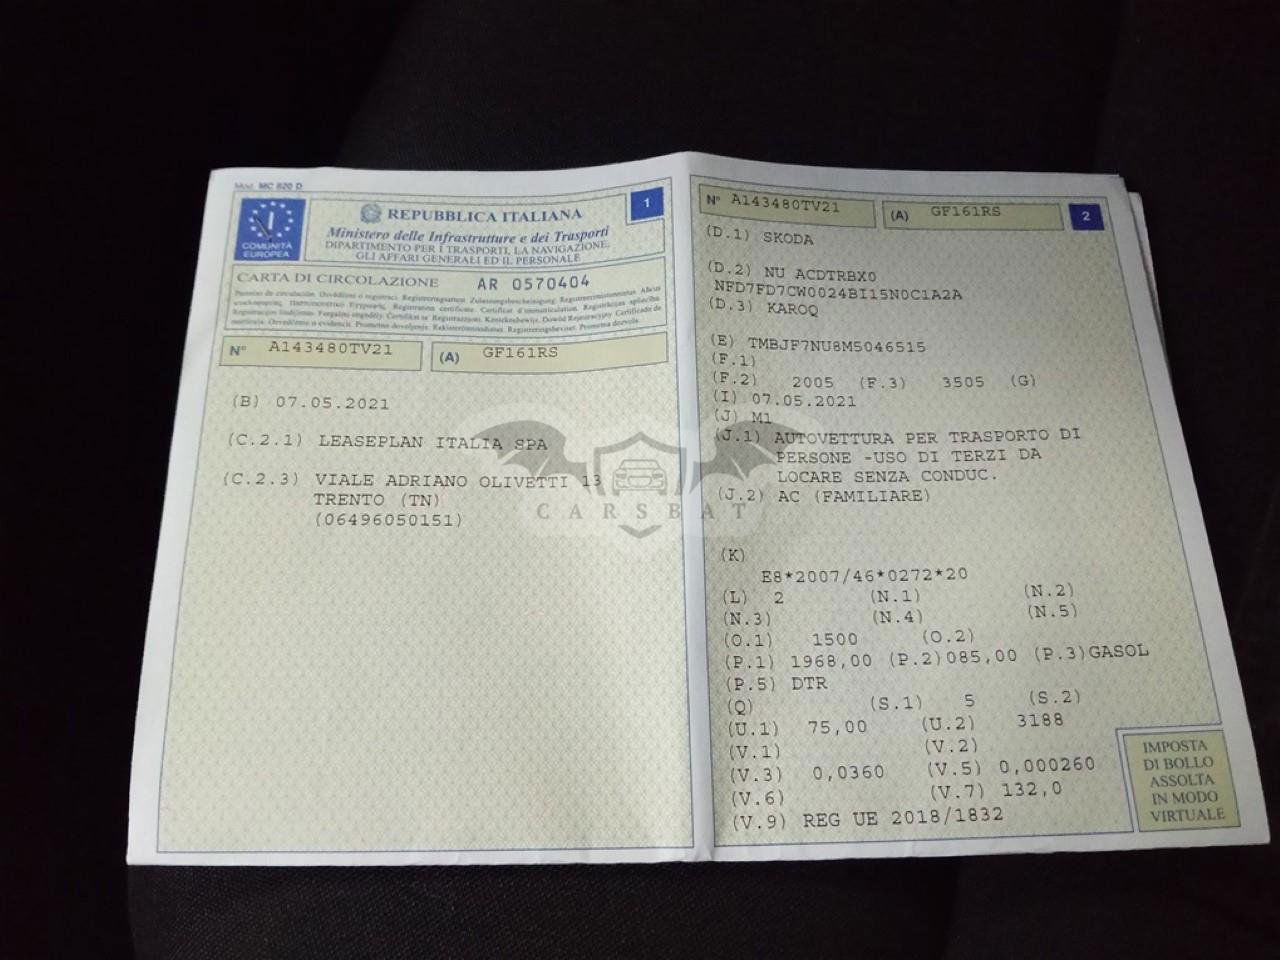 Mod. MC 820 D
COMUNITÀ
EUROPEA
REPUBBLICA ITALIANA
1
Ministero delle Infrastrutture e dei Trasporti
DIPARTIMENTO PER I TRASPORTI, LA NAVIGAZIONE,
GLI AFFARI GENERALI ED IL PERSONALE
CARTA DI CIRCOLAZIONE AR 0570404
N° A143480TV21 (A) GF161RS
(B) 07.05.2021
(C.2.1) LEASEPLAN ITALIA SPA
(C.2.3) VIALE ADRIANO OLIVETTI 13
TRENTO (TN)
(06496050151)
N° A143480TV21 (A) GF161RS 2
(D.1) SKODA
(D.2) NU ACDTRBX0
NFD7FD7CW0024BI15N0C1A2A
(D.3) KAROQ
(E) TMBJF7NU8M5046515
(F.1)
(F.2) 2005 (F.3) 3505 (G)
(I) 07.05.2021
(J) M1
(J.1) AUTOVETTURA PER TRASPORTO DI
PERSONE -USO DI TERZI DA
LOCARE SENZA CONDUC.
(J.2) AC (FAMILIARE)
(K)
E8*2007/46*0272*20
(L) 2 (N.1) (N.2)
(N.3) (N.4) (N.5)
(O.1) 1500 (O.2)
(P.1) 1968,00 (P.2)085,00 (P.3)GASOL
(P.5) DTR
(Q) (S.1) 5 (S.2)
(U.1) 75,00 (U.2) 3188
(V.1) (V.2)
(V.3) 0,0360 (V.5) 0,000260
(V.6) (V.7) 132,0
(V.9) REG UE 2018/1832
IMPOSTA
DI BOLLO
ASSOLTA
IN MODO
VIRTUALE
CARSBAT